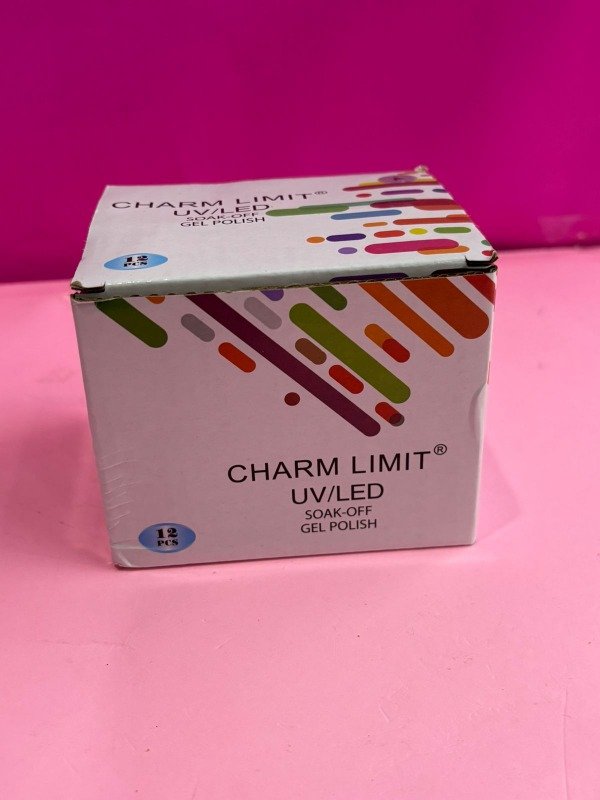 CHARM LIMIT®
UV/LED
SOAK-OFF
GEL POLISH
12
PCS
CHARM LIMIT®
UV/LED
SOAK-OFF
GEL POLISH
12
PCS